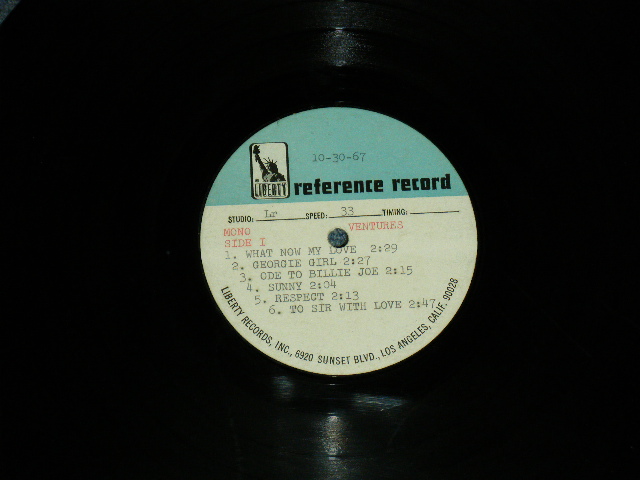 10-30-67
LIBERTY
reference record
STUDIO: Lr SPEED: 33 TIMING:
MONO VENTURES
SIDE I
1. WHAT NOW MY LOVE 2:29
2. GEORGIE GIRL 2:27
3. ODE TO BILLIE JOE 2:15
4. SUNNY 2:04
5. RESPECT 2:13
6. TO SIR WITH LOVE 2:47
LIBERTY RECORDS, INC., 6920 SUNSET BLVD., LOS ANGELES, CALIF. 90028